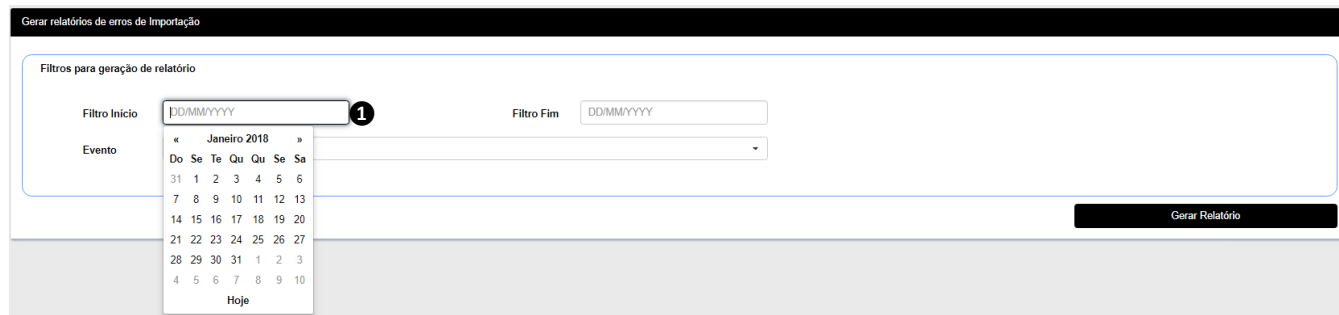 Gerar relatórios de erros de Importação
Filtros para geração de relatório
Filtro Início DD/MM/YYYY 1 Filtro Fim DD/MM/YYYY
Evento
« Janeiro 2018 »
Do Se Te Qu Qu Se Sa
31 1 2 3 4 5 6
7 8 9 10 11 12 13
14 15 16 17 18 19 20
21 22 23 24 25 26 27
28 29 30 31 1 2 3
4 5 6 7 8 9 10
Hoje
Gerar Relatório